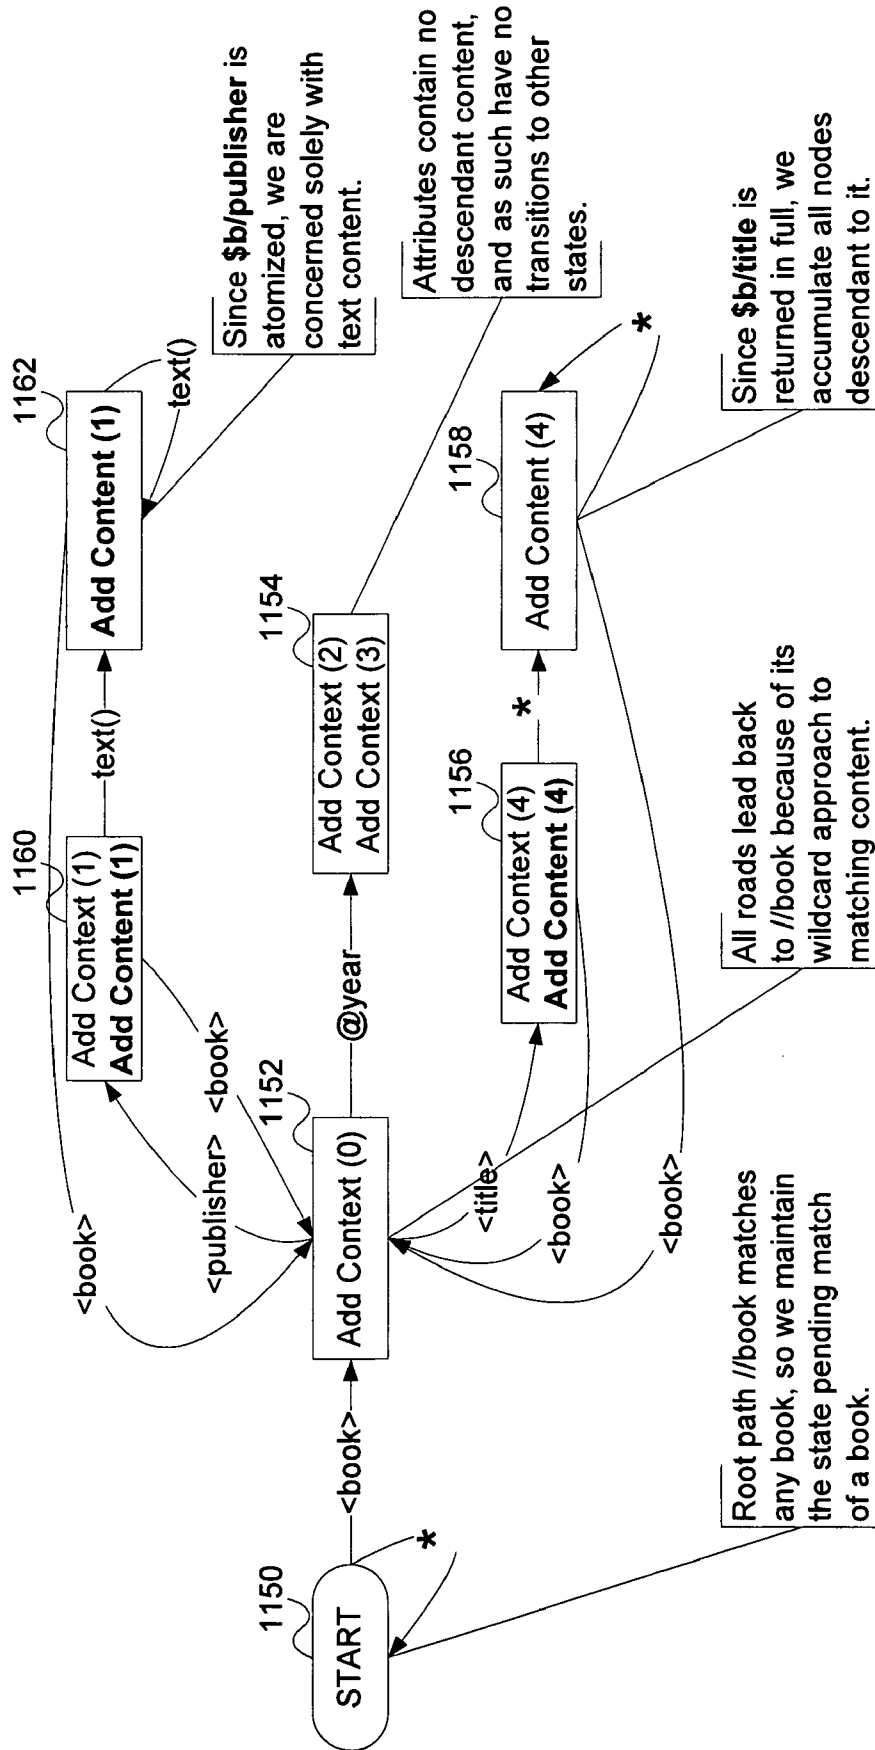 1150
START
*
<book>
Root path //book matches
any book, so we maintain
the state pending match
of a book.
1152
Add Context (0)
<book>
<publisher>
<book>
@year
<title>
<book>
<book>
All roads lead back
to //book because of its
wildcard approach to
matching content.
1160
Add Context (1)
Add Content (1)
text()
1162
Add Content (1)
text()
Since $b/publisher is
atomized, we are
concerned solely with
text content.
1154
Add Context (2)
Add Context (3)
Attributes contain no
descendant content,
and as such have no
transitions to other
states.
1156
Add Context (4)
Add Content (4)
*
1158
Add Content (4)
*
Since $b/title is
returned in full, we
accumulate all nodes
descendant to it.